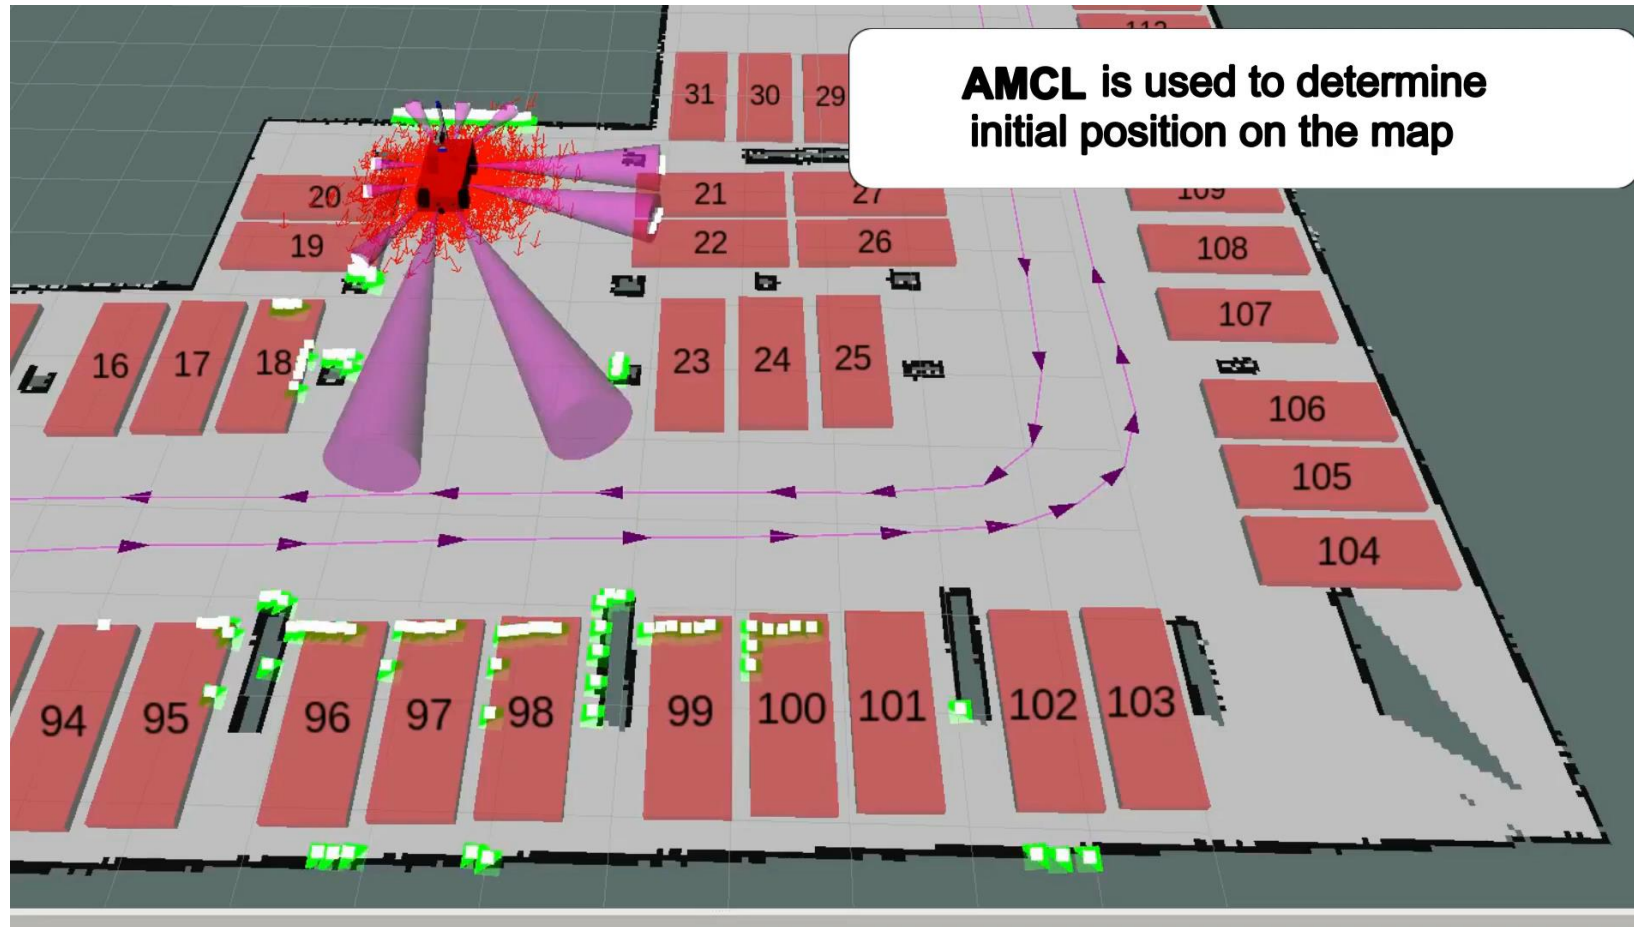 112
31 30 29
AMCL is used to determine
initial position on the map
20 21 27 109
19 22 26 108
107
16 17 18 23 24 25
106
105
104
94 95 96 97 98 99 100 101 102 103